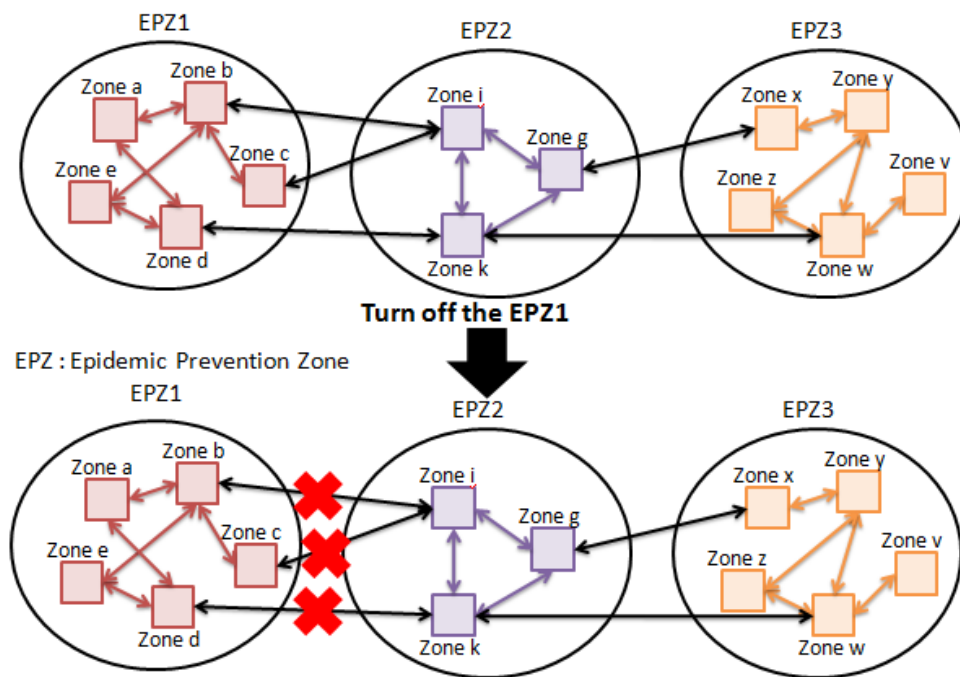 EPZ1
EPZ2
EPZ3
Zone b
Zone a
Zone c
Zone e
Zone d
Zone i
Zone g
Zone k
Zone y
Zone x
Zone v
Zone z
Zone w
Turn off the EPZ1
EPZ : Epidemic Prevention Zone
EPZ1
EPZ2
EPZ3
Zone b
Zone a
Zone c
Zone e
Zone d
Zone i
Zone g
Zone k
Zone y
Zone x
Zone v
Zone z
Zone w